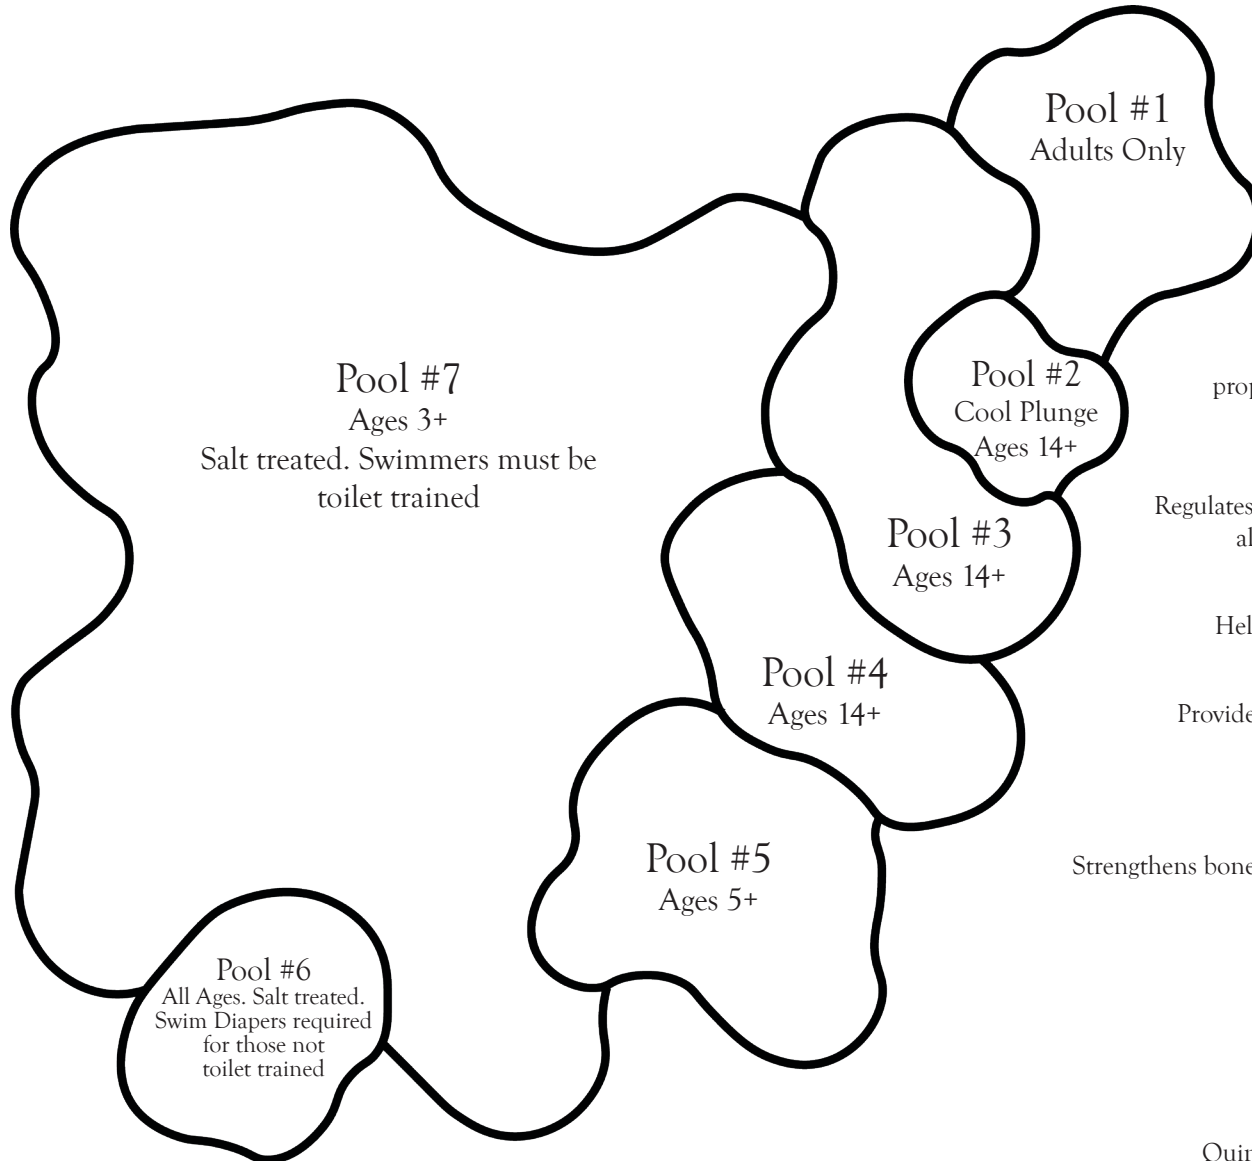 Pool #1
Adults Only
Pool #2
Cool Plunge
Ages 14+
Pool #3
Ages 14+
Pool #4
Ages 14+
Pool #5
Ages 5+
Pool #6
All Ages. Salt treated.
Swim Diapers required
for those not
toilet trained
Pool #7
Ages 3+
Salt treated. Swimmers must be
toilet trained
Regulates
Strengthens